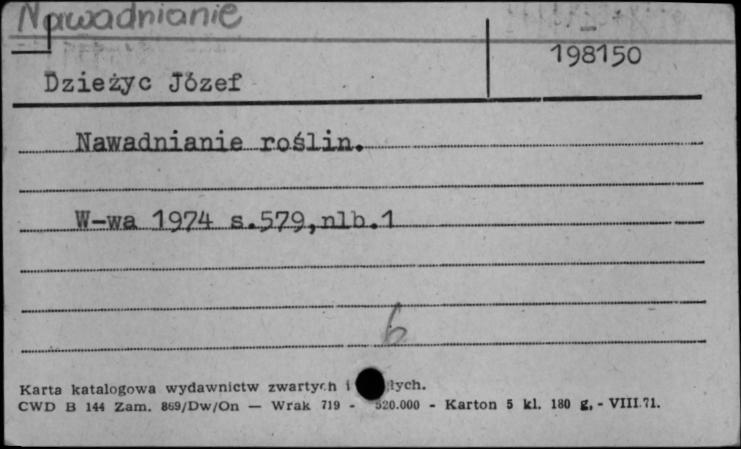 Nawadnianie
198150
Dzieżyc Józef
Nawadnianie roślin.
W-wa 1974 s.579,nlb.1
6
Karta katalogowa wydawnictw zwartych i
CWD B 144 Zam. 869/Dw/On — Wrak 719 - 520.000 - Karton 5 kl. 180 g. - VIII.71.